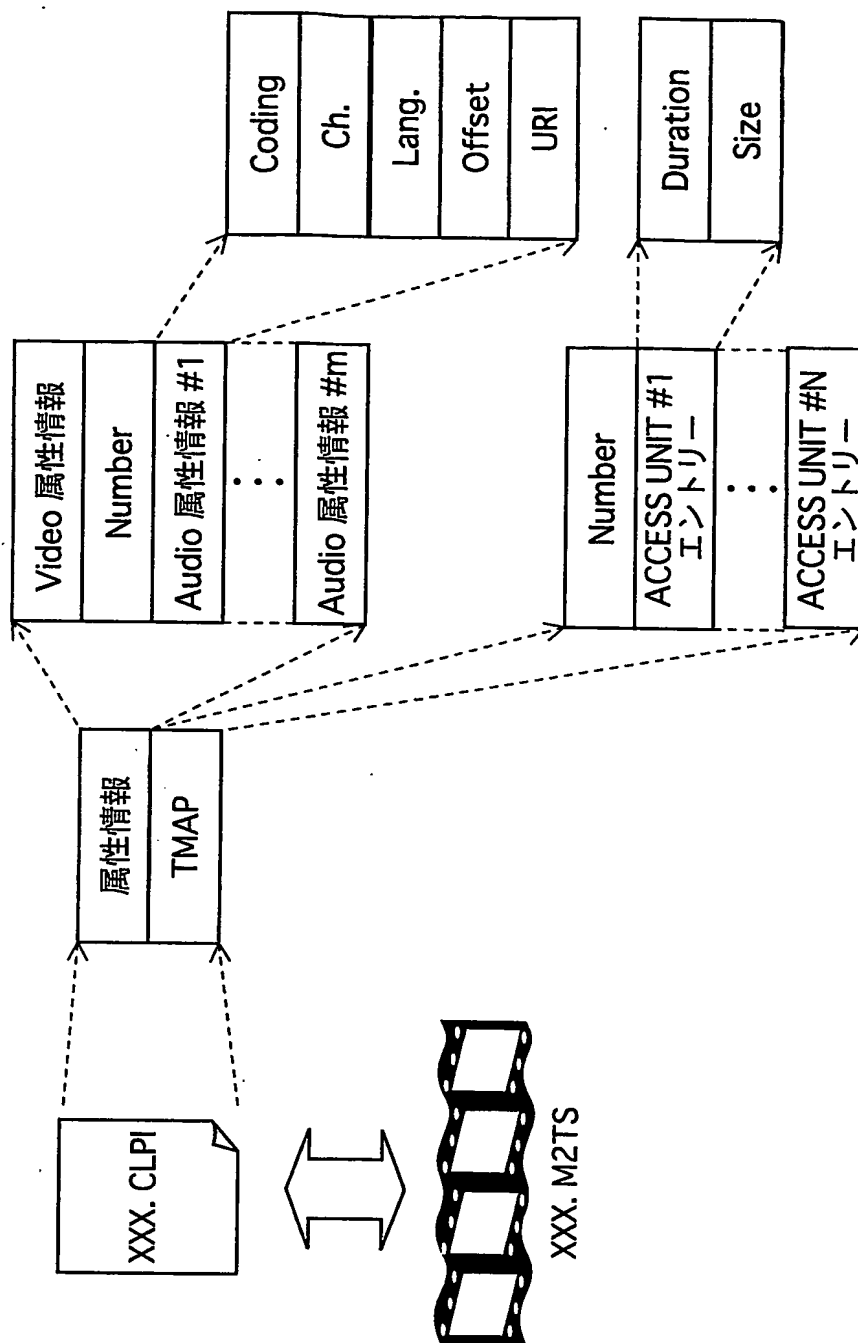 XXX. CLPI
XXX. M2TS
属性情報
TMAP
Video 属性情報
Number
Audio 属性情報 #1
・・・
Audio 属性情報 #m
Number
ACCESS UNIT #1
エントリー
・・・
ACCESS UNIT #N
エントリー
Coding
Ch.
Lang.
Offset
URI
Duration
Size